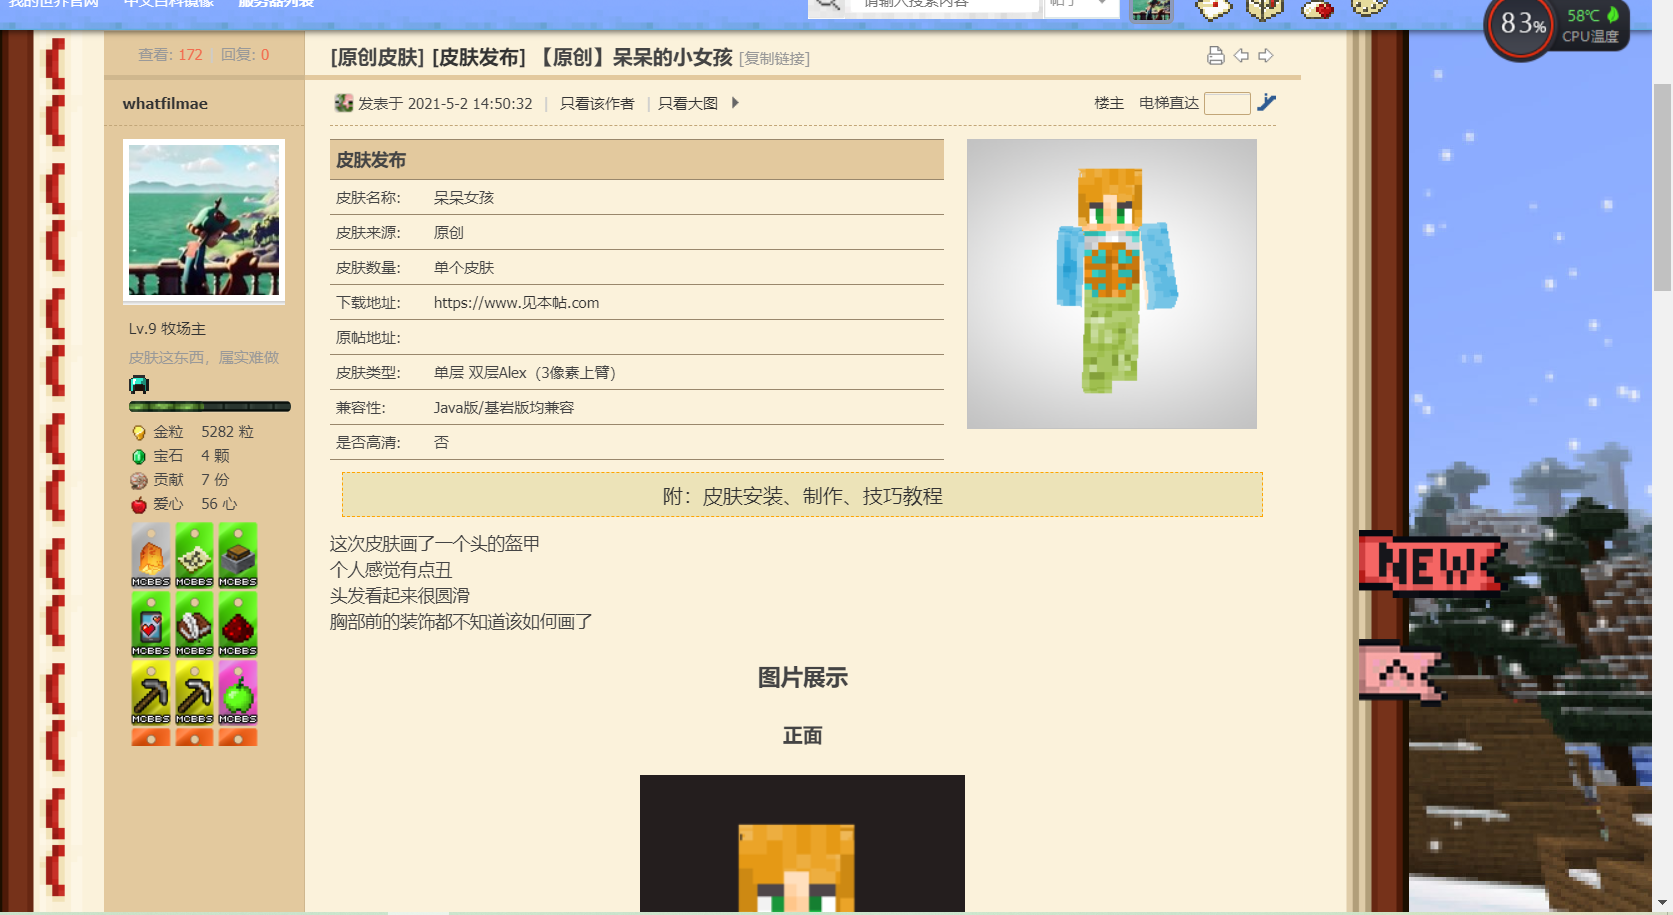 我的世界官网 中文百科镜像 服务器列表
请输入搜索内容 帖子
83%
58℃
CPU温度
查看: 172 回复: 0
[原创皮肤] [皮肤发布] 【原创】呆呆的小女孩 [复制链接]
whatfilmae
发表于 2021-5-2 14:50:32 | 只看该作者 | 只看大图
楼主 电梯直达
皮肤发布
皮肤名称: 呆呆女孩
皮肤来源: 原创
皮肤数量: 单个皮肤
下载地址: https://www.见本帖.com
原帖地址:
皮肤类型: 单层 双层Alex（3像素上臂）
兼容性: Java版/基岩版均兼容
是否高清: 否
Lv.9 牧场主
皮肤这东西，属实难做
金粒 5282 粒
宝石 4 颗
贡献 7 份
爱心 56 心
MCBBS MCBBS MCBBS
MCBBS MCBBS MCBBS
MCBBS MCBBS MCBBS
附：皮肤安装、制作、技巧教程
这次皮肤画了一个头的盔甲
个人感觉有点丑
头发看起来很圆滑
胸部前的装饰都不知道该如何画了
图片展示
正面
NEW